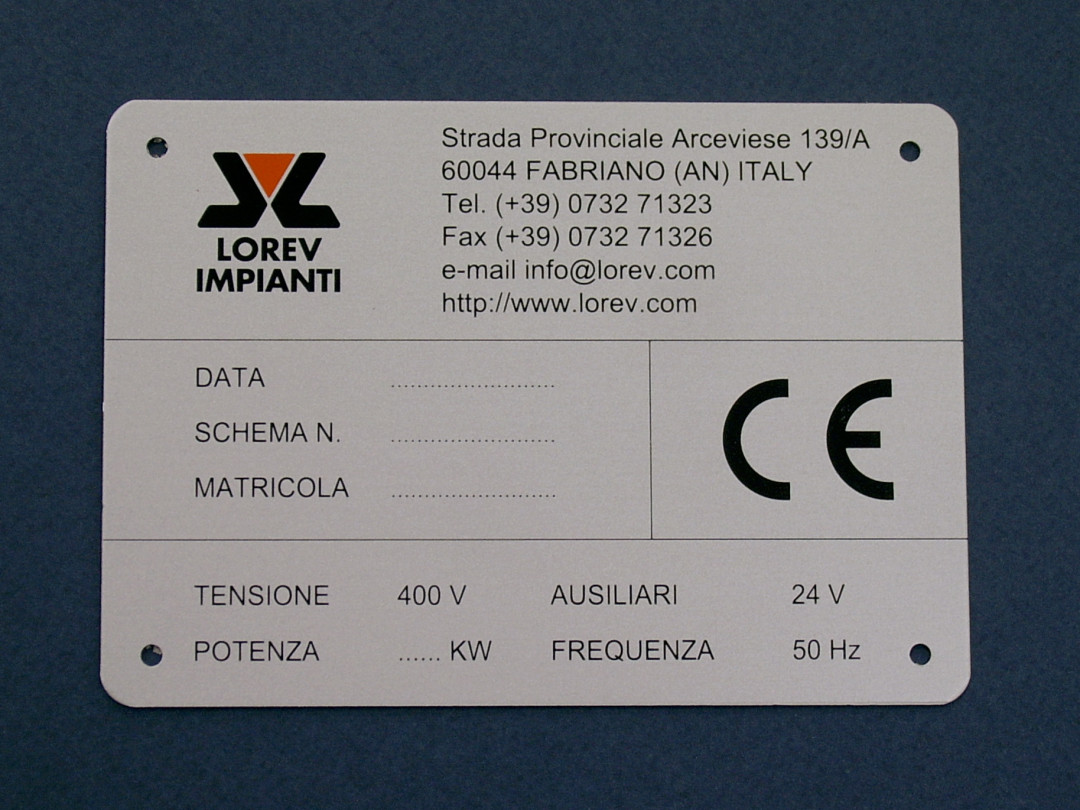 LOREV
IMPIANTI
Strada Provinciale Arceviese 139/A
60044 FABRIANO (AN) ITALY
Tel. (+39) 0732 71323
Fax (+39) 0732 71326
e-mail info@lorev.com
http://www.lorev.com
DATA ..........................
SCHEMA N. ..........................
MATRICOLA ..........................
CE
TENSIONE 400 V AUSILIARI 24 V
POTENZA ...... KW FREQUENZA 50 Hz